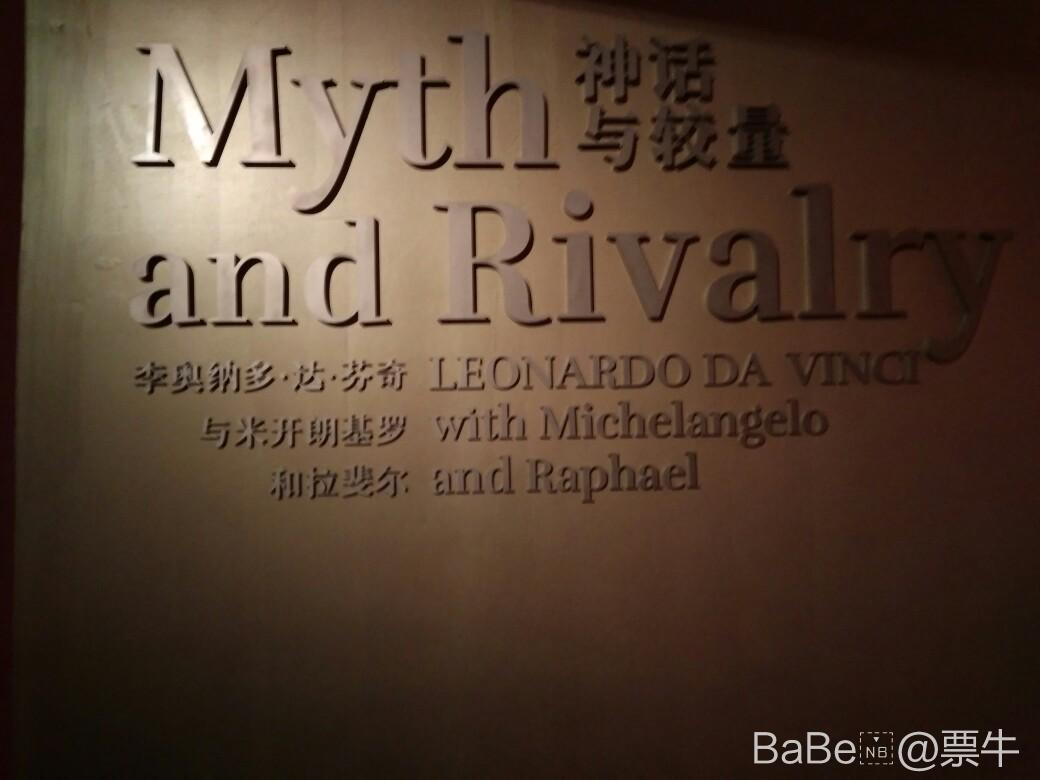 Myth 神话
与较量
and Rivalry
李奥纳多·达·芬奇 LEONARDO DA VINCI
与米开朗基罗 with Michelangelo
和拉斐尔 and Raphael
BaBe NB @票牛